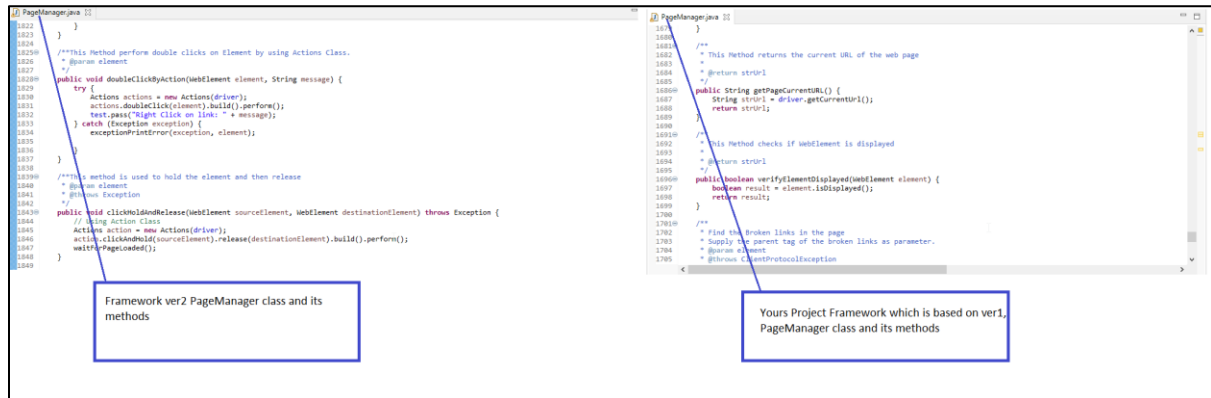 PageManager.java
1822 }
1823 }
1824
1825 /**This Method perform double clicks on Element by using Actions Class.
1826 * @param element
1827 */
1828 public void doubleClickByAction(WebElement element, String message) {
1829 try {
1830 Actions actions = new Actions(driver);
1831 actions.doubleClick(element).build().perform();
1832 test.pass("Right Click on link: " + message);
1833 } catch (Exception exception) {
1834 exceptionPrintError(exception, element);
1835
1836 }
1837 }
1838
1839 /**This method is used to hold the element and then release
1840 * @param element
1841 * @throws Exception
1842 */
1843 public void clickHoldAndRelease(WebElement sourceElement, WebElement destinationElement) throws Exception {
1844 // Using Action Class
1845 Actions action = new Actions(driver);
1846 action.clickAndHold(sourceElement).release(destinationElement).build().perform();
1847 waitForPageLoaded();
1848 }
1849
Framework ver2 PageManager class and its
methods
PageManager.java
1679 }
1680
1681 /**
1682 * This Method returns the current URL of the web page
1683 *
1684 * @return strUrl
1685 */
1686 public String getPageCurrentURL() {
1687 String strUrl = driver.getCurrentUrl();
1688 return strUrl;
1689 }
1690
1691 /**
1692 * This Method checks if WebElement is displayed
1693 *
1694 * @return strUrl
1695 */
1696 public boolean verifyElementDisplayed(WebElement element) {
1697 boolean result = element.isDisplayed();
1698 return result;
1699 }
1700
1701 /**
1702 * Find the Broken links in the page
1703 * Supply the parent tag of the broken links as parameter.
1704 * @param element
1705 * @throws ClientProtocolException
Yours Project Framework which is based on ver1,
PageManager class and its methods